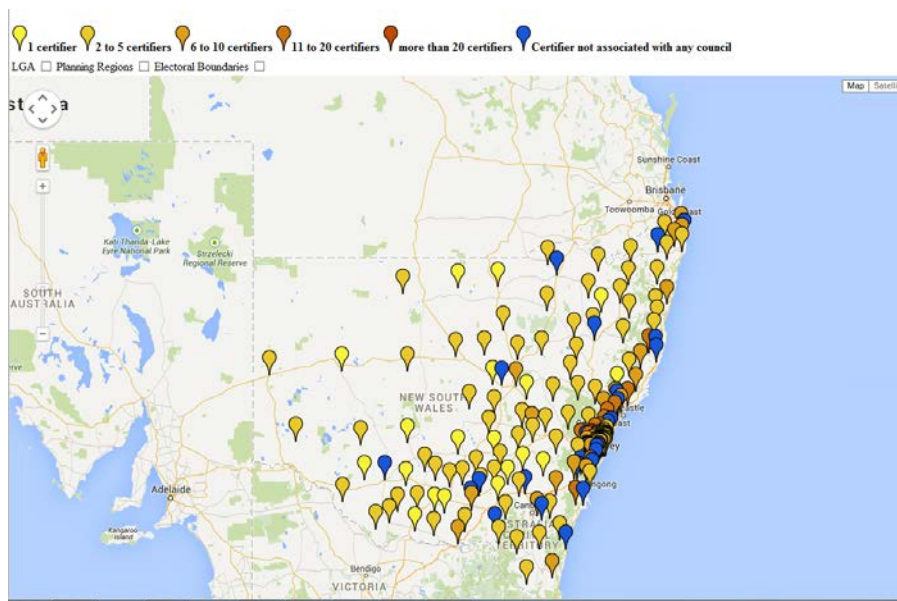 1 certifier 2 to 5 certifiers 6 to 10 certifiers 11 to 20 certifiers more than 20 certifiers Certifier not associated with any council
LGA Planning Regions Electoral Boundaries
Map Satelli
Sunshine Coast
Brisbane
Toowoomba
Kati Thanda-Lake
Eyre National Park
Strzelecki
Regional Reserve
SOUTH
AUSTRALIA
NEW SOUTH
WALES
Adelaide
Kangaroo
Island
Bendigo
VICTORIA
TERRITORY